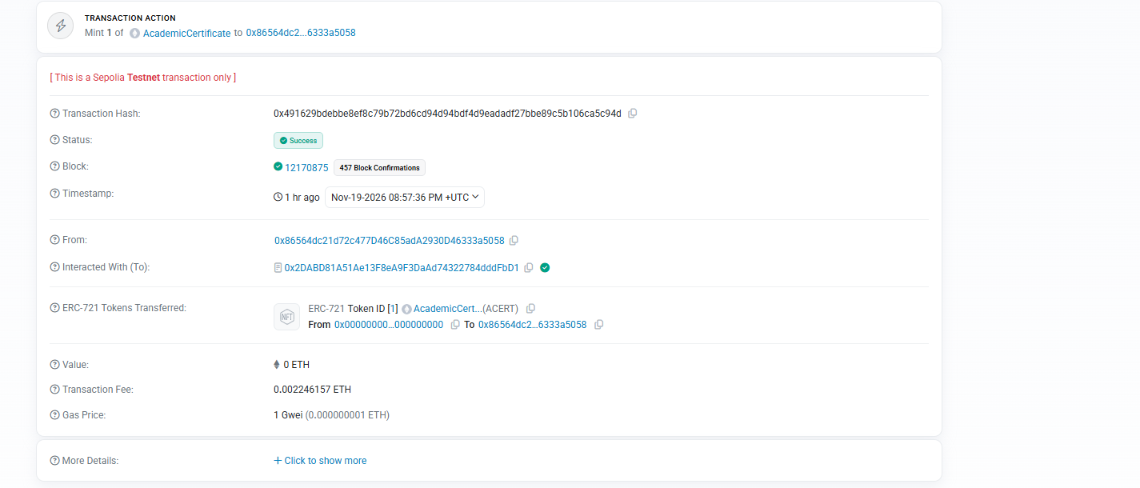 TRANSACTION ACTION
Mint 1 of AcademicCertificate to 0x86564dc2...6333a5058
[ This is a Sepolia Testnet transaction only ]
Transaction Hash: 0x491629bdebbe8ef8c79b72bd6cd94d94bdf4d9eadadf27bbe89c5b106ca5c94d
Status: Success
Block: 12170875 457 Block Confirmations
Timestamp: 1 hr ago Nov-19-2026 08:57:36 PM +UTC
From: 0x86564dc21d72c477D46C85adA2930D46333a5058
Interacted With (To): 0x2DABD81A51Ae13F8eA9F3DaAd74322784dddFbD1
ERC-721 Tokens Transferred: NFT ERC-721 Token ID [1] AcademicCert...(ACERT)
From 0x00000000...000000000 To 0x86564dc2...6333a5058
Value: 0 ETH
Transaction Fee: 0.002246157 ETH
Gas Price: 1 Gwei (0.000000001 ETH)
More Details: + Click to show more